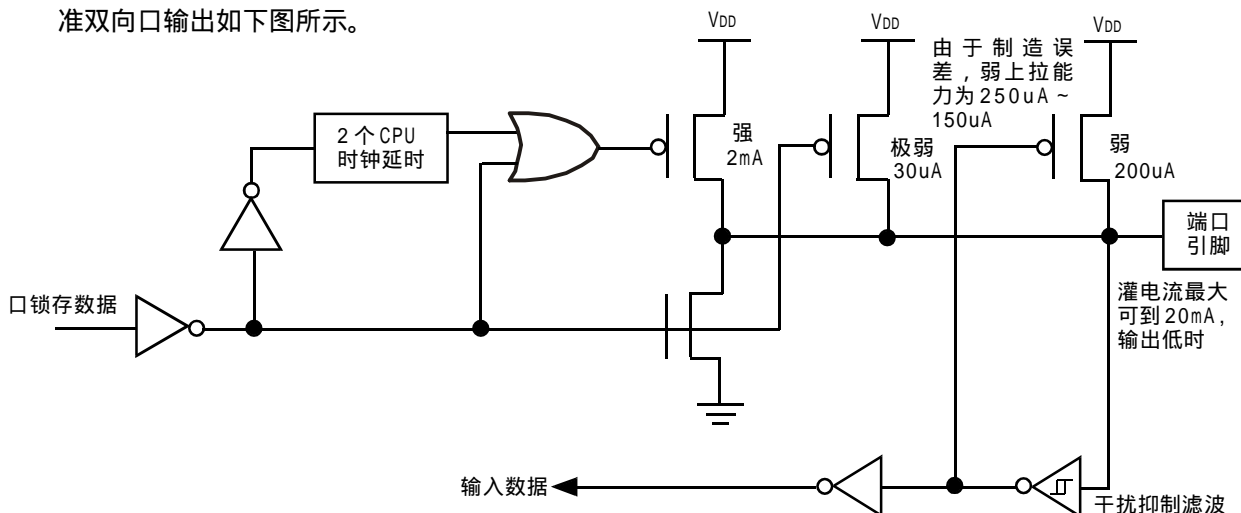 准双向口输出如下图所示。
VDD
VDD
VDD
由于制造误
差，弱上拉能
力为250uA～
150uA
2个CPU
时钟延时
强
2mA
极弱
30uA
弱
200uA
端口
引脚
口锁存数据
灌电流最大
可到20mA，
输出低时
输入数据
干扰抑制滤波